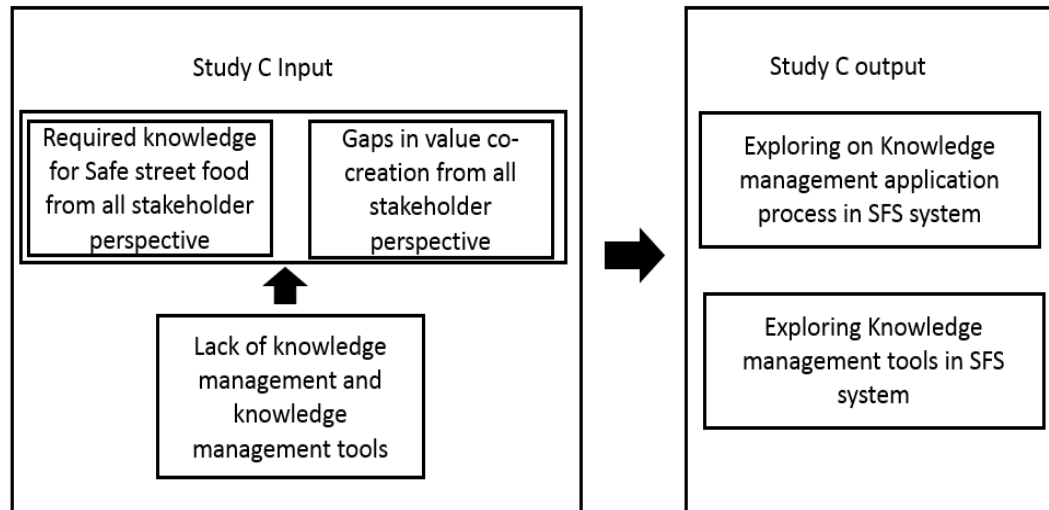 Study C Input
Required knowledge
for Safe street food
from all stakeholder
perspective
Gaps in value co-
creation from all
stakeholder
perspective
Lack of knowledge
management and
knowledge
management tools
Study C output
Exploring on Knowledge
management application
process in SFS system
Exploring Knowledge
management tools in SFS
system